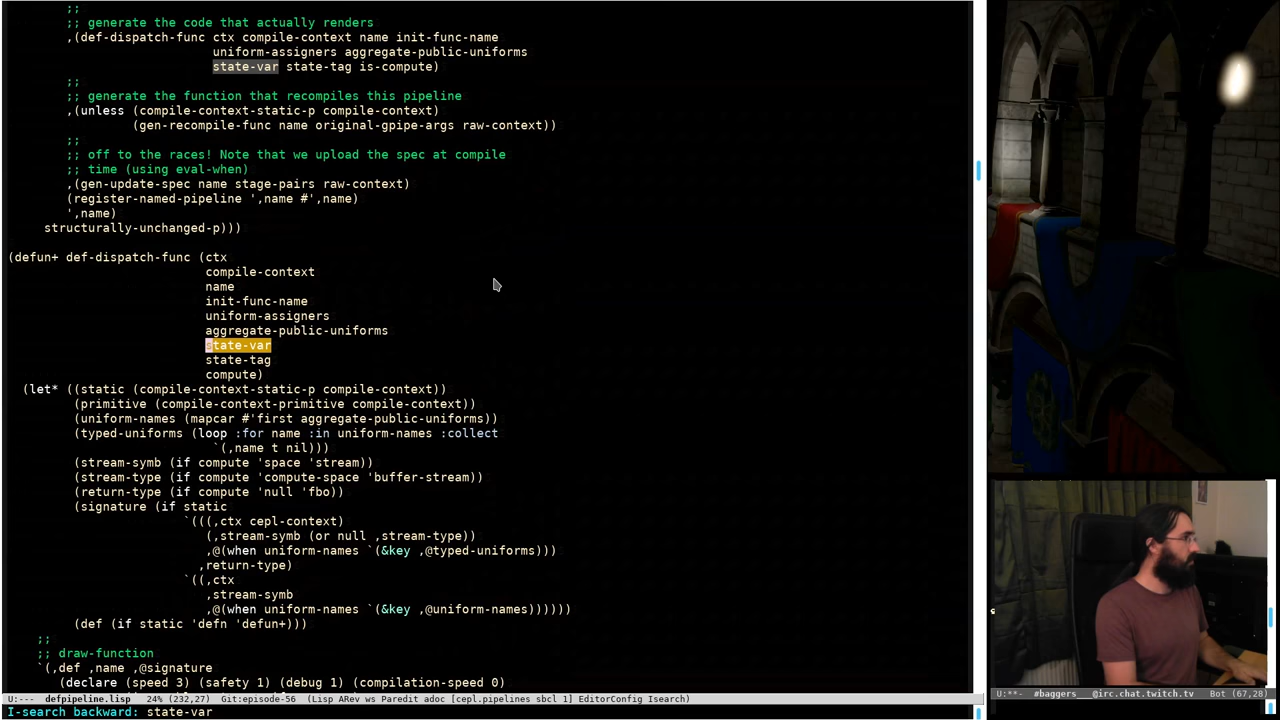 ;;
;; generate the code that actually renders
,(def-dispatch-func ctx compile-context name init-func-name
uniform-assigners aggregate-public-uniforms
state-var state-tag is-compute)
;;
;; generate the function that recompiles this pipeline
,(unless (compile-context-static-p compile-context)
(gen-recompile-func name original-gpipe-args raw-context))
;;
;; off to the races! Note that we upload the spec at compile
;; time (using eval-when)
,(gen-update-spec name stage-pairs raw-context)
(register-named-pipeline ',name #',name)
',name)
structurally-unchanged-p)))
(defun+ def-dispatch-func (ctx
compile-context
name
init-func-name
uniform-assigners
aggregate-public-uniforms
state-var
state-tag
compute)
(let* ((static (compile-context-static-p compile-context))
(primitive (compile-context-primitive compile-context))
(uniform-names (mapcar #'first aggregate-public-uniforms))
(typed-uniforms (loop :for name :in uniform-names :collect
`(,name t nil)))
(stream-symb (if compute 'space 'stream))
(stream-type (if compute 'compute-space 'buffer-stream))
(return-type (if compute 'null 'fbo))
(signature (if static
`(((,ctx cepl-context)
(,stream-symb (or null ,stream-type))
,@(when uniform-names `(&key ,@typed-uniforms)))
,return-type)
`((,ctx
,stream-symb
,@(when uniform-names `(&key ,@uniform-names))))))
(def (if static 'defn 'defun+)))
;;
;; draw-function
`(,def ,name ,@signature
(declare (speed 3) (safety 1) (debug 1) (compilation-speed 0)
U:--- defpipeline.lisp 24% (232,27) Git:episode-56 (Lisp ARev ws Paredit adoc [cepl.pipelines sbcl 1] EditorConfig Isearch)
I-search backward: state-var
U:**- #baggers__@irc.chat.twitch.tv Bot (67,28)